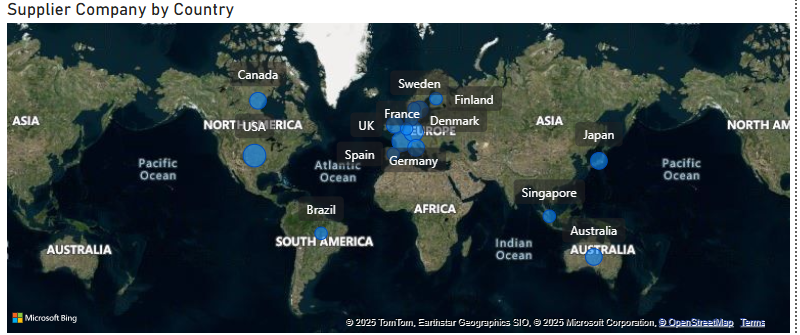 Supplier Company by Country
Canada
Sweden
Finland
ASIA
NORTH AMERICA
USA
UK
France
Denmark
EUROPE
ASIA
Japan
NORTH AM
Pacific
Ocean
Atlantic
Ocean
Spain
Germany
Pacific
Ocean
Singapore
Brazil
AFRICA
SOUTH AMERICA
Indian
Ocean
Australia
AUSTRALIA
AUSTRALIA
Microsoft Bing
© 2025 TomTom, Earthstar Geographics SIO, © 2025 Microsoft Corporation, © OpenStreetMap Terms